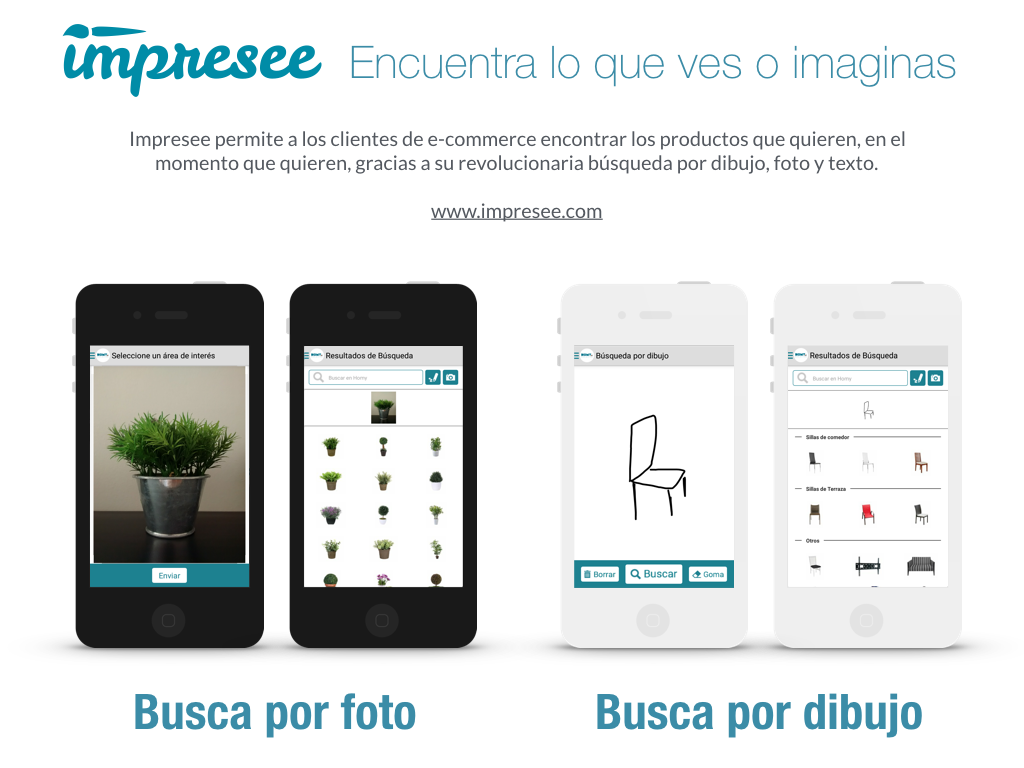 impresee Encuentra lo que ves o imaginas
Impresee permite a los clientes de e-commerce encontrar los productos que quieren, en el
momento que quieren, gracias a su revolucionaria búsqueda por dibujo, foto y texto.
www.impresee.com
Seleccione un área de interés
Enviar
Resultados de Búsqueda
Buscar en Homy
Búsqueda por dibujo
Borrar
Buscar
Goma
Resultados de Búsqueda
Buscar en Homy
Sillas de comedor
Sillas de Terraza
Otros
Busca por foto
Busca por dibujo